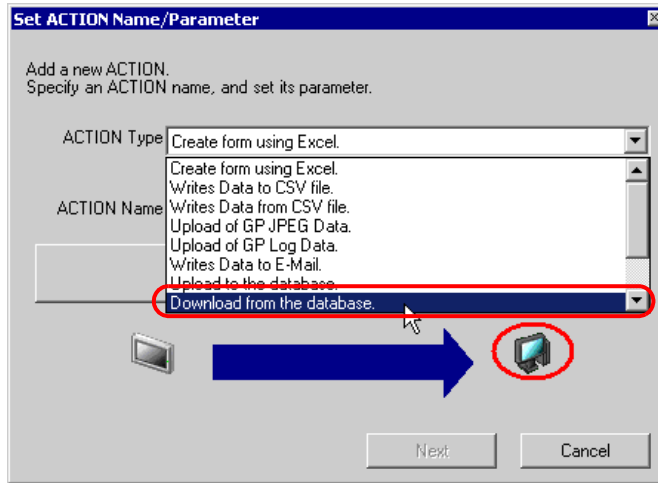 Set ACTION Name/Parameter
Add a new ACTION.
Specify an ACTION name, and set its parameter.
ACTION Type
Create form using Excel.
Create form using Excel.
Writes Data to CSV file.
ACTION Name
Writes Data from CSV file.
Upload of GP JPEG Data.
Upload of GP Log Data.
Writes Data to E-Mail.
Upload to the database.
Download from the database.
Next
Cancel